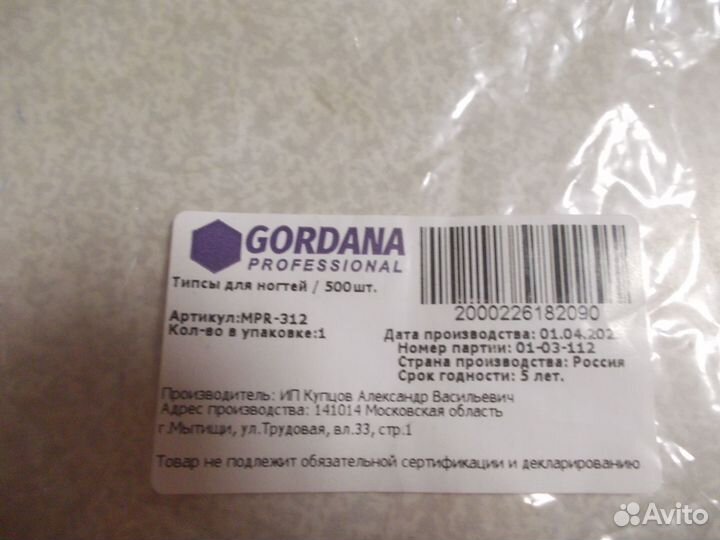 GORDANA
PROFESSIONAL
Типсы для ногтей / 500шт.
2000226182090
Артикул:MPR-312
Кол-во в упаковке:1
Дата производства: 01.04.202
Номер партии: 01-03-112
Страна производства: Россия
Срок годности: 5 лет.
Производитель: ИП Купцов Александр Васильевич
Адрес производства: 141014 Московская область
г.Мытищи, ул.Трудовая, вл.33, стр.1
Товар не подлежит обязательной сертификации и декларированию
Avito